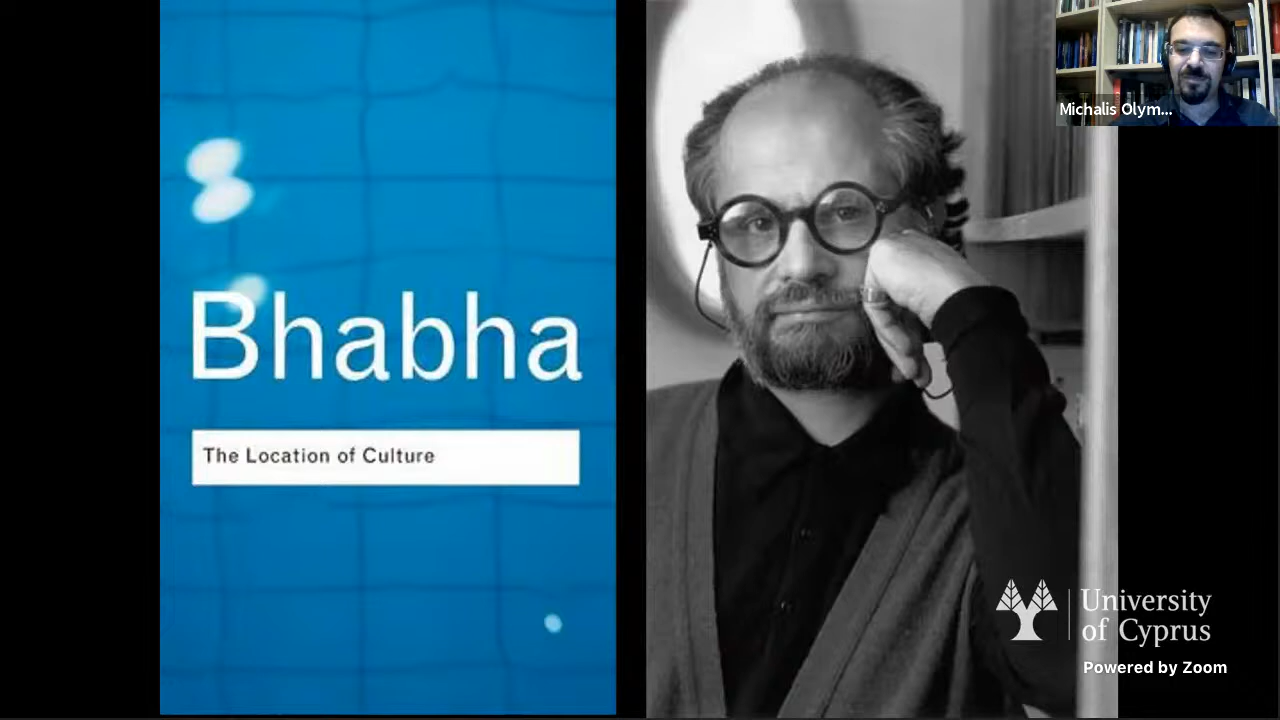 Bhabha
The Location of Culture
Michalis Olym...
University
of Cyprus
Powered by Zoom